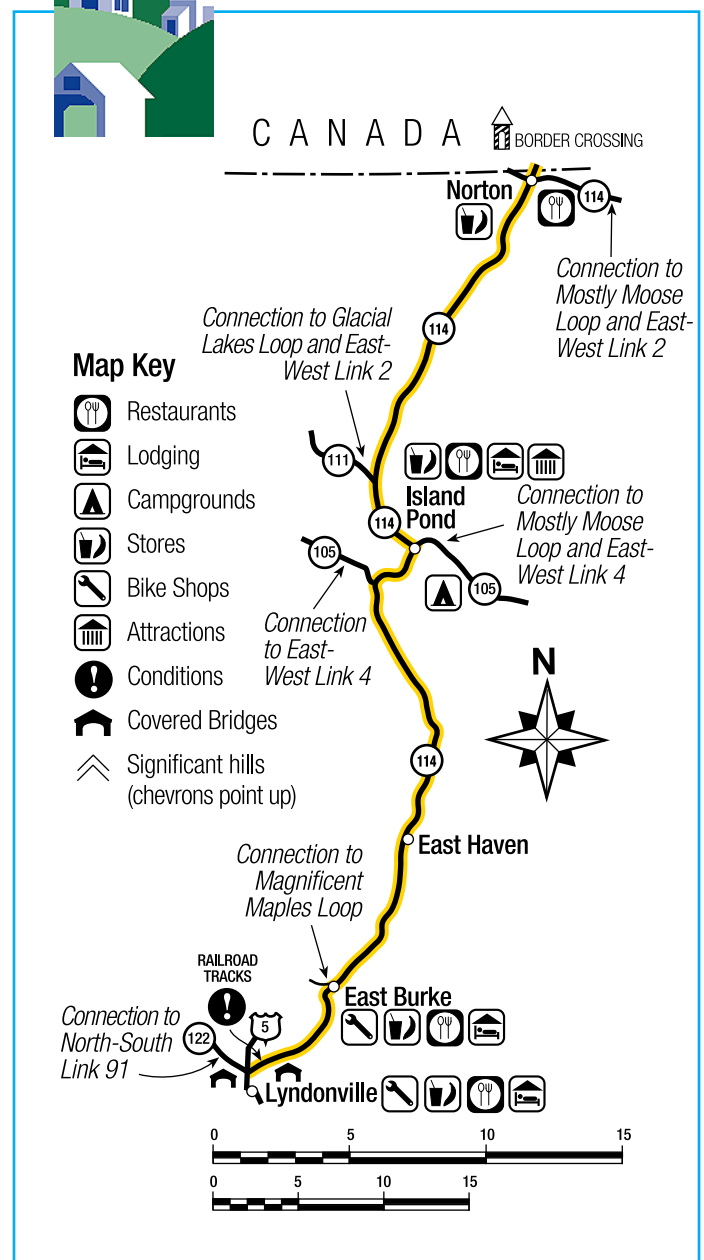 CANADA
BORDER CROSSING
Norton
114
Connection to
Mostly Moose
Loop and East-
West Link 2
Connection to Glacial
Lakes Loop and East-
West Link 2
114
Map Key
Restaurants
Lodging
Campgrounds
Stores
Bike Shops
Attractions
Conditions
Covered Bridges
Significant hills
(chevrons point up)
111
Island
Pond
114
Connection to
Mostly Moose
Loop and East-
West Link 4
105
105
Connection
to East-
West Link 4
N
114
East Haven
Connection to
Magnificent
Maples Loop
RAILROAD
TRACKS
East Burke
5
Connection to
North-South
Link 91
122
Lyndonville
0 5 10 15
0 5 10 15